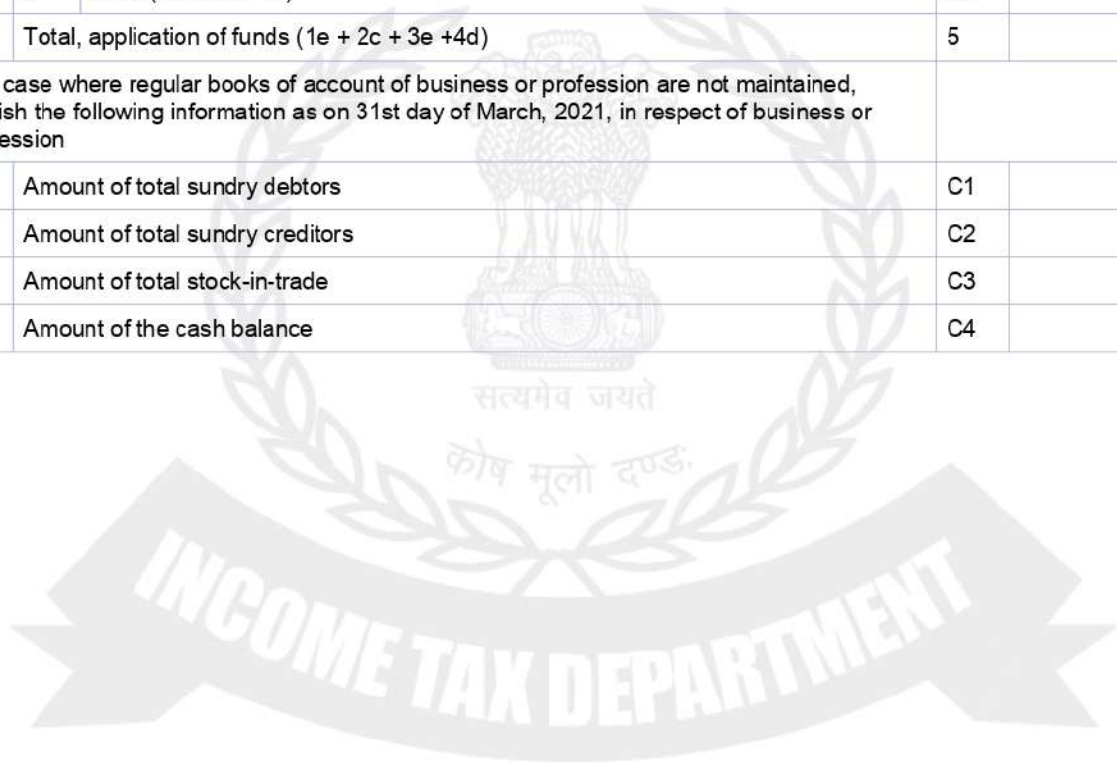 Total, application of funds (1e + 2c + 3e +4d) 5
case where regular books of account of business or profession are not maintained,
ish the following information as on 31st day of March, 2021, in respect of business or
ession
Amount of total sundry debtors C1
Amount of total sundry creditors C2
Amount of total stock-in-trade C3
Amount of the cash balance C4
सत्यमेव जयते
कोष मूलो दण्ड:
INCOME TAX DEPARTMENT